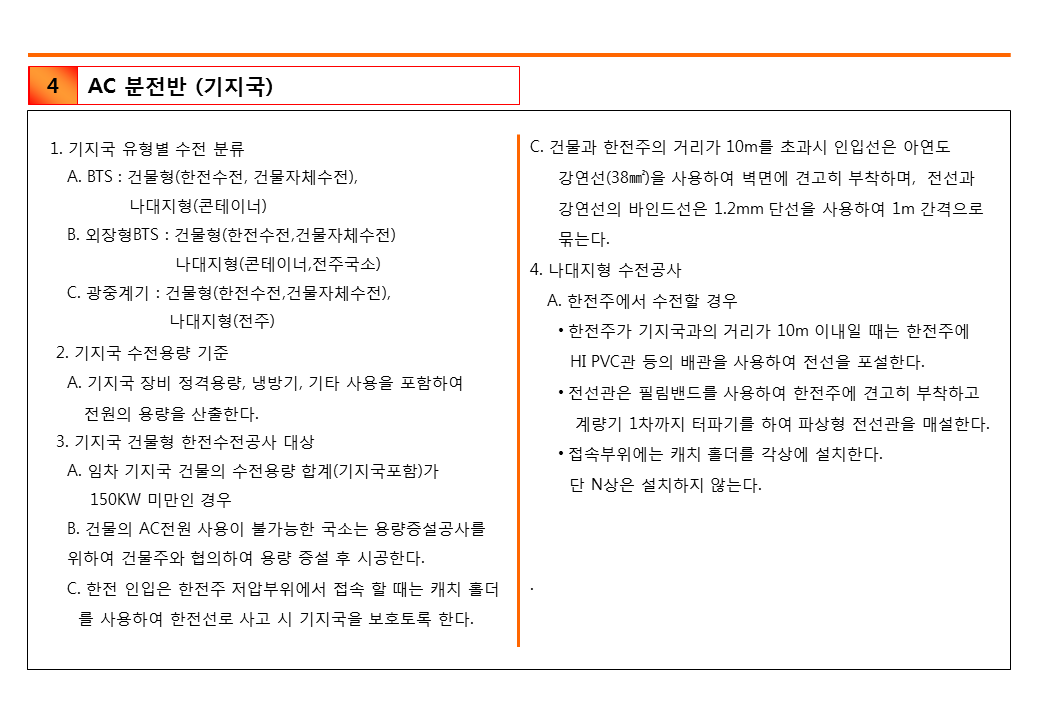 4
AC 분전반 (기지국)
1. 기지국 유형별 수전 분류
A. BTS : 건물형(한전수전, 건물자체수전),
나대지형(콘테이너)
B. 외장형BTS : 건물형(한전수전,건물자체수전)
나대지형(콘테이너,전주국소)
C. 광중계기 : 건물형(한전수전,건물자체수전),
나대지형(전주)
2. 기지국 수전용량 기준
A. 기지국 장비 정격용량, 냉방기, 기타 사용을 포함하여
전원의 용량을 산출한다.
3. 기지국 건물형 한전수전공사 대상
A. 임차 기지국 건물의 수전용량 합계(기지국포함)가
150KW 미만인 경우
B. 건물의 AC전원 사용이 불가능한 국소는 용량증설공사를
위하여 건물주와 협의하여 용량 증설 후 시공한다.
C. 한전 인입은 한전주 저압부위에서 접속 할 때는 캐치 홀더
를 사용하여 한전선로 사고 시 기지국을 보호토록 한다.
C. 건물과 한전주의 거리가 10m를 초과시 인입선은 아연도
강연선(38㎟)을 사용하여 벽면에 견고히 부착하며, 전선과
강연선의 바인드선은 1.2mm 단선을 사용하여 1m 간격으로
묶는다.
4. 나대지형 수전공사
A. 한전주에서 수전할 경우
• 한전주가 기지국과의 거리가 10m 이내일 때는 한전주에
HI PVC관 등의 배관을 사용하여 전선을 포설한다.
• 전선관은 필림밴드를 사용하여 한전주에 견고히 부착하고
계량기 1차까지 터파기를 하여 파상형 전선관을 매설한다.
• 접속부위에는 캐치 홀더를 각상에 설치한다.
단 N상은 설치하지 않는다.
.